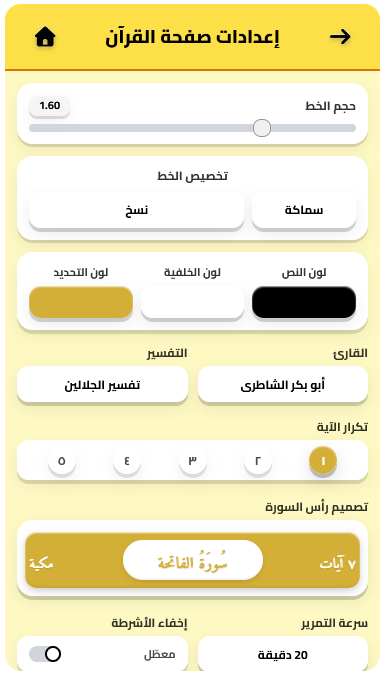 إعدادات صفحة القرآن
حجم الخط
1.60
تخصيص الخط
سماكة
نسخ
لون النص
لون الخلفية
لون التحديد
القارئ
التفسير
أبو بكر الشاطرى
تفسير الجلالين
تكرار الآية
١ ٢ ٣ ٤ ٥
تصميم رأس السورة
٧ آيات
سُورَةُ الفَاتحة
مكية
سرعة التمرير
إخفاء الأشرطة
20 دقيقة
معطّل